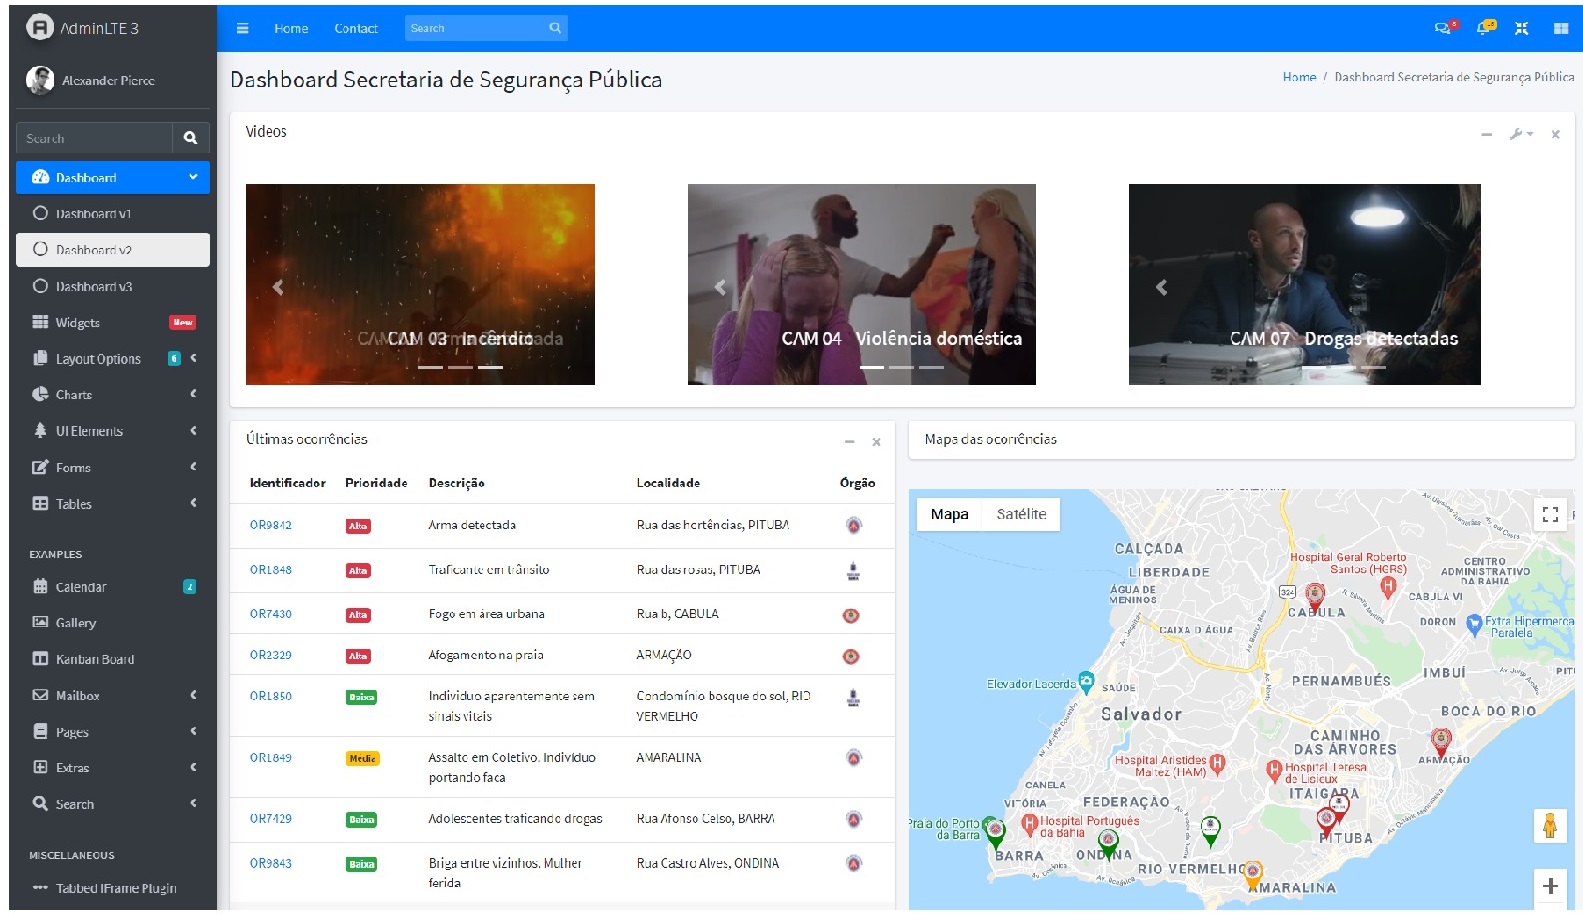 AdminLTE 3
Home Contact Search
Alexander Pierce
Dashboard Secretaria de Segurança Pública
Home / Dashboard Secretaria de Segurança Pública
Search
Dashboard
Dashboard v1
Dashboard v2
Dashboard v3
Widgets New
Layout Options 6
Charts
UI Elements
Forms
Tables
EXAMPLES
Calendar 2
Gallery
Kanban Board
Mailbox
Pages
Extras
Search
MISCELLANEOUS
Tabbed IFrame Plugin
Videos
CAM 03 Incêndio
CAM 04 Violência doméstica
CAM 07 Drogas detectadas
Últimas ocorrências
Identificador Prioridade Descrição Localidade Órgão
OR9842 Alta Arma detectada Rua das hortências, PITUBA
OR1848 Alta Traficante em trânsito Rua das rosas, PITUBA
OR7430 Alta Fogo em área urbana Rua b, CABULA
OR2329 Alta Afogamento na praia ARMAÇÃO
OR1850 Baixa Individuo aparentemente sem sinais vitais Condomínio bosque do sol, RIO VERMELHO
OR1849 Média Assalto em Coletivo. Indivíduo portando faca AMARALINA
OR7429 Baixa Adolescentes traficando drogas Rua Afonso Celso, BARRA
OR9843 Baixa Briga entre vizinhos. Mulher ferida Rua Castro Alves, ONDINA
Mapa das ocorrências
Mapa Satélite
CALÇADA
LIBERDADE
ÁGUA DE
MENINOS
CAIXA D ÁGUA
Hospital Geral Roberto
Santos (HGRS)
324
CABULA
CENTRO
ADMINISTRATIVO
DA BAHIA
CABULA VI
DORON
Extra Hipermerca
Paralela
IMBUÍ
PERNAMBUÉS
BOCA DO RIO
Elevador Lacerda
SAÚDE
Salvador
CAMINHO
DAS ÁRVORES
ARMAÇÃO
Hospital Aristides
Maltez (HAM)
Hospital Teresa
de Lisieux
CANELA
VITÓRIA
FEDERAÇÃO
ITAIGARA
Praia do Porto
da Barra
Hospital Português
da Bahia
PITUBA
BARRA
ONDINA
RIO VERMELHO
AMARALINA